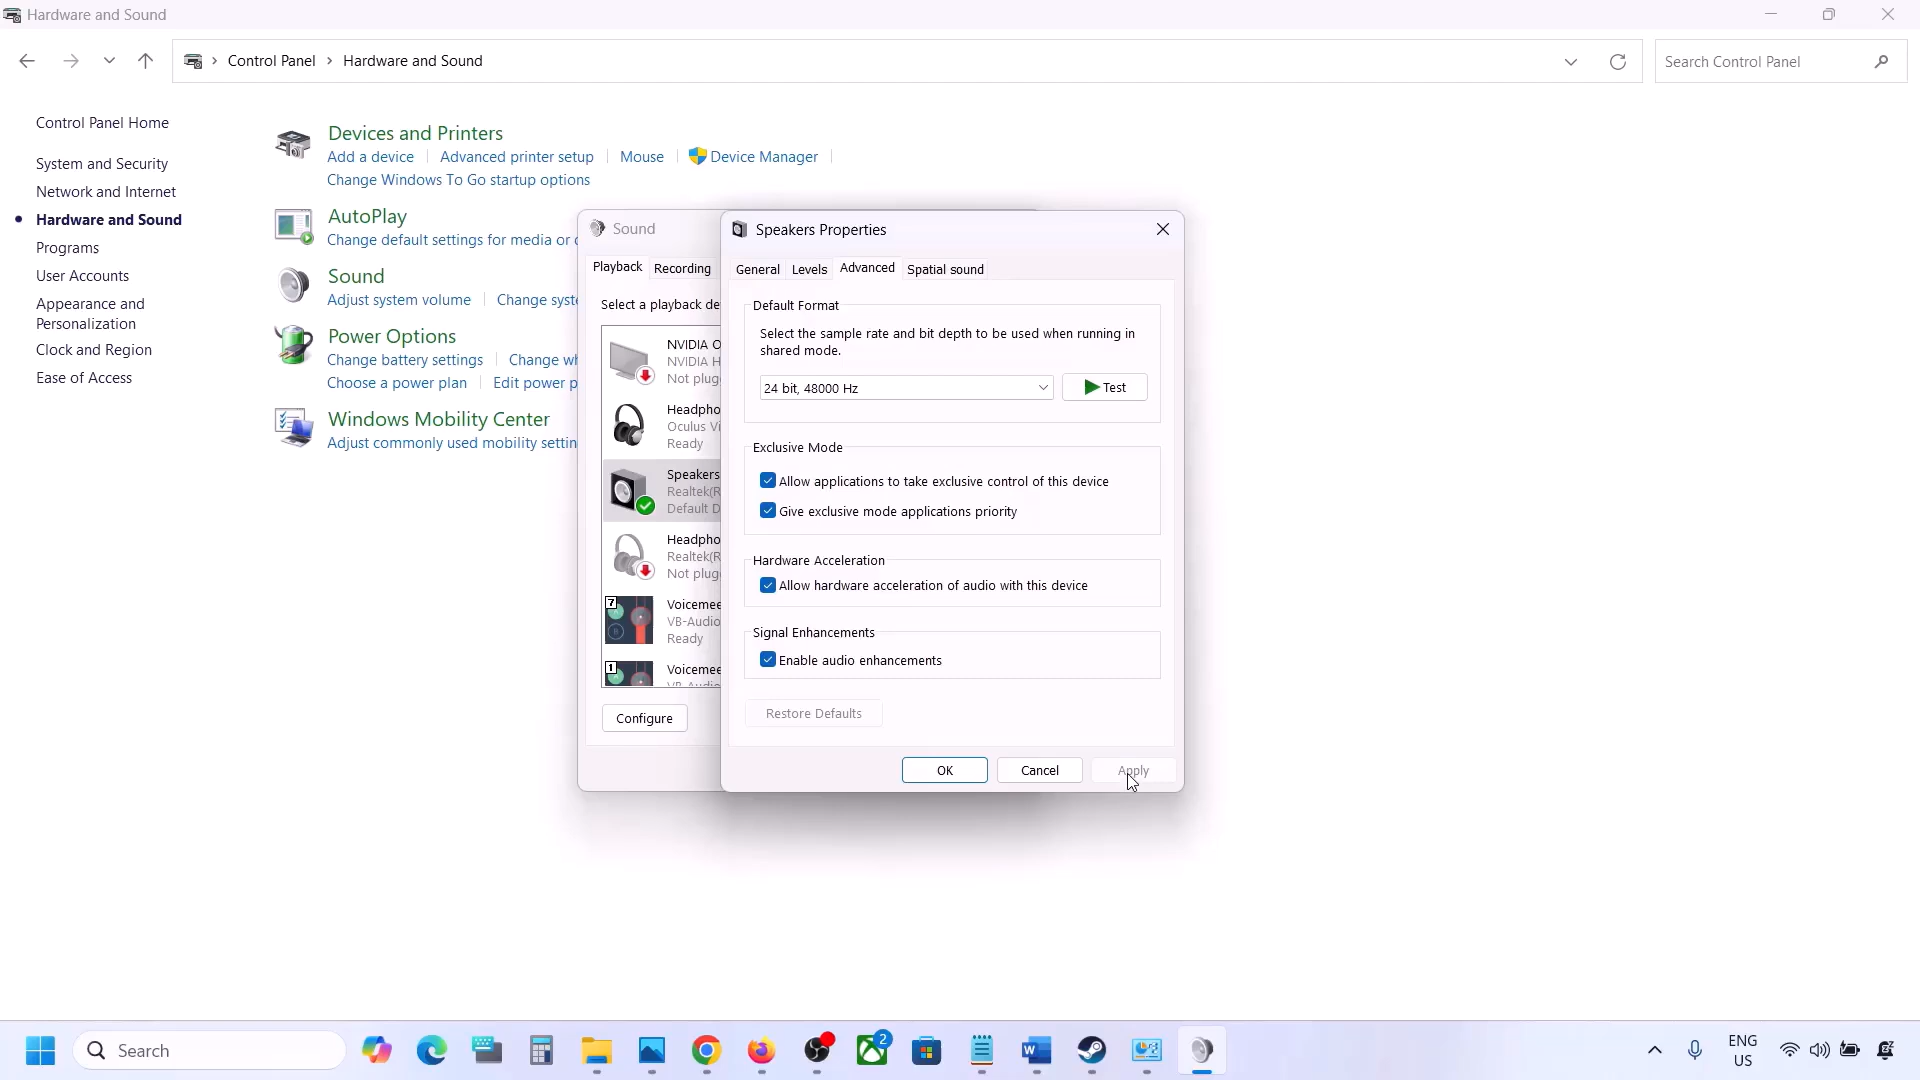 Hardware and Sound
Control Panel > Hardware and Sound
Search Control Panel
Control Panel Home
System and Security
Network and Internet
Hardware and Sound
Programs
User Accounts
Appearance and
Personalization
Clock and Region
Ease of Access
Devices and Printers
Add a device
Advanced printer setup
Mouse
Device Manager
Change Windows To Go startup options
AutoPlay
Change default settings for media or
Sound
Adjust system volume
Change syst
Power Options
Change battery settings
Change wh
Choose a power plan
Edit power p
Windows Mobility Center
Adjust commonly used mobility settin
Sound
Playback
Recording
Select a playback de
NVIDIA O
NVIDIA H
Not plug
Headpho
Oculus Vi
Ready
Speakers
Realtek(R
Default D
Headpho
Realtek(R
Not plug
7
Voicemee
VB-Audio
Ready
1
Voicemee
VB-Audio
Configure
Speakers Properties
General
Levels
Advanced
Spatial sound
Default Format
Select the sample rate and bit depth to be used when running in
shared mode.
24 bit, 48000 Hz
Test
Exclusive Mode
Allow applications to take exclusive control of this device
Give exclusive mode applications priority
Hardware Acceleration
Allow hardware acceleration of audio with this device
Signal Enhancements
Enable audio enhancements
Restore Defaults
OK
Cancel
Apply
Search
2
ENG
US